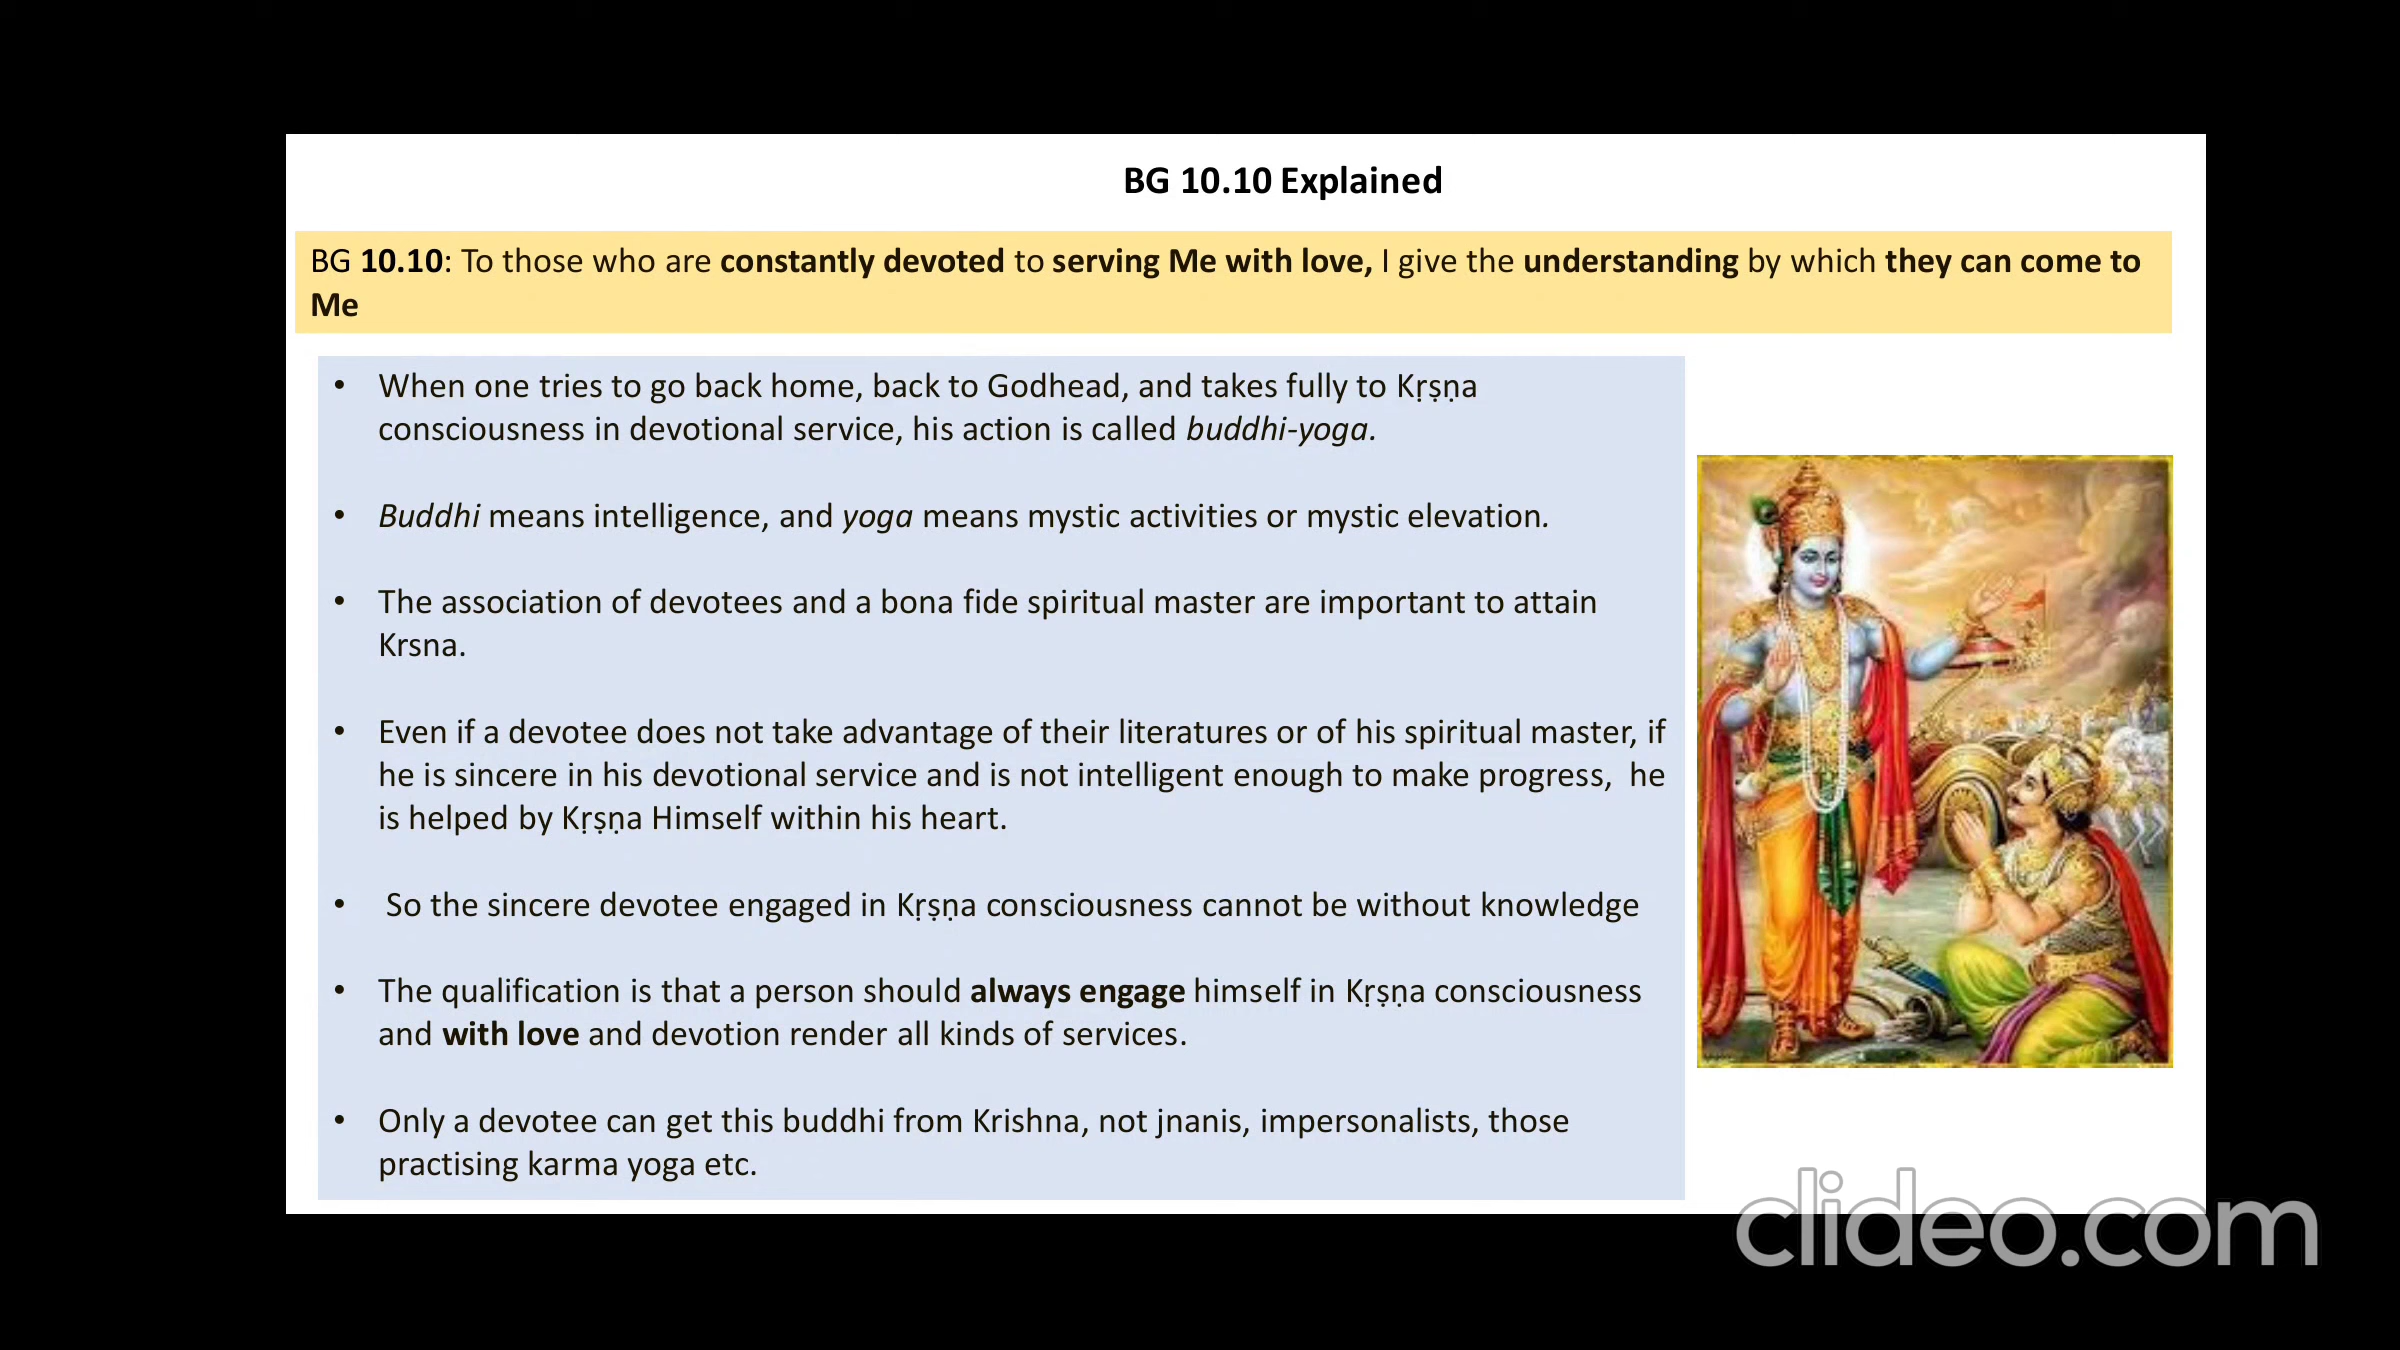 BG 10.10 Explained
BG 10.10: To those who are constantly devoted to serving Me with love, I give the understanding by which they can come to
Me
• When one tries to go back home, back to Godhead, and takes fully to Kṛṣṇa
consciousness in devotional service, his action is called buddhi-yoga.
• Buddhi means intelligence, and yoga means mystic activities or mystic elevation.
• The association of devotees and a bona fide spiritual master are important to attain
Krsna.
• Even if a devotee does not take advantage of their literatures or of his spiritual master, if
he is sincere in his devotional service and is not intelligent enough to make progress,  he
is helped by Kṛṣṇa Himself within his heart.
• So the sincere devotee engaged in Kṛṣṇa consciousness cannot be without knowledge
• The qualification is that a person should always engage himself in Kṛṣṇa consciousness
and with love and devotion render all kinds of services.
• Only a devotee can get this buddhi from Krishna, not jnanis, impersonalists, those
practising karma yoga etc.
clideo.com